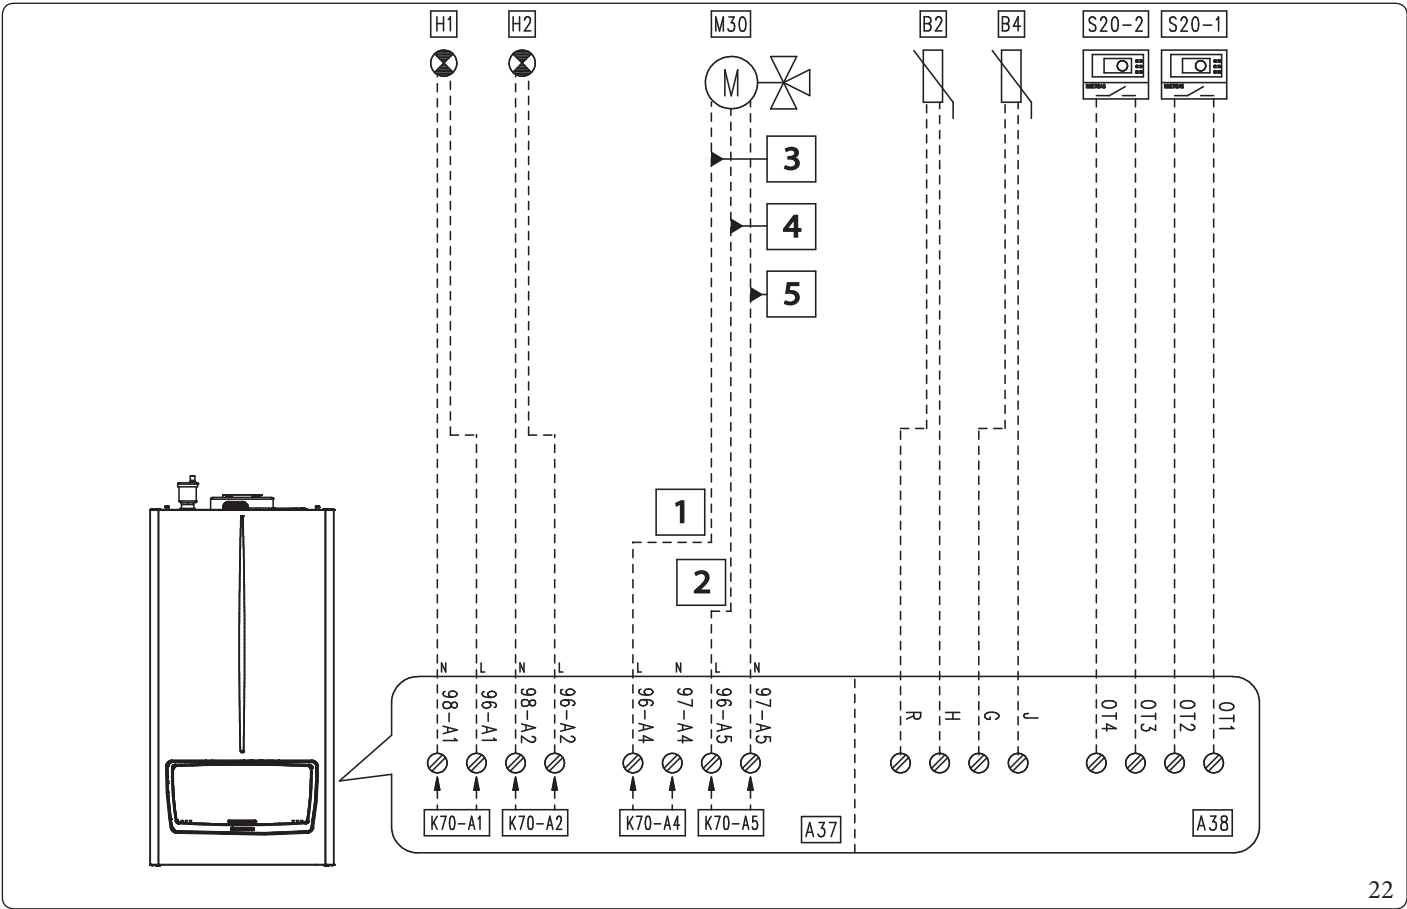 H1 H2 M30 B2 B4 S20-2 S20-1
M
3
4
5
1
2
N L N L L N L N
98-A1 96-A1 98-A2 96-A2 96-A4 97-A4 96-A5 97-A5 R H G J OT4 OT3 OT2 OT1
K70-A1 K70-A2 K70-A4 K70-A5 A37 A38
22